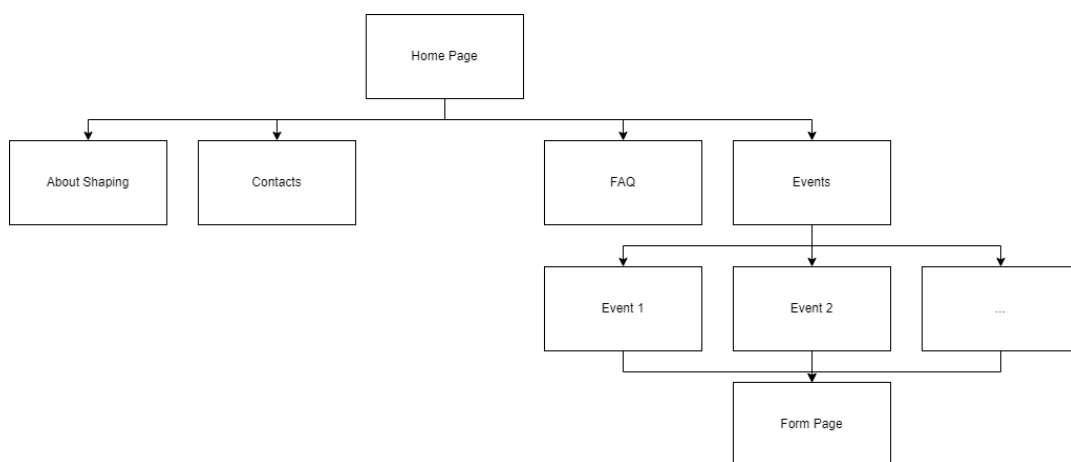 Home Page
About Shaping
Contacts
FAQ
Events
Event 1
Event 2
...
Form Page